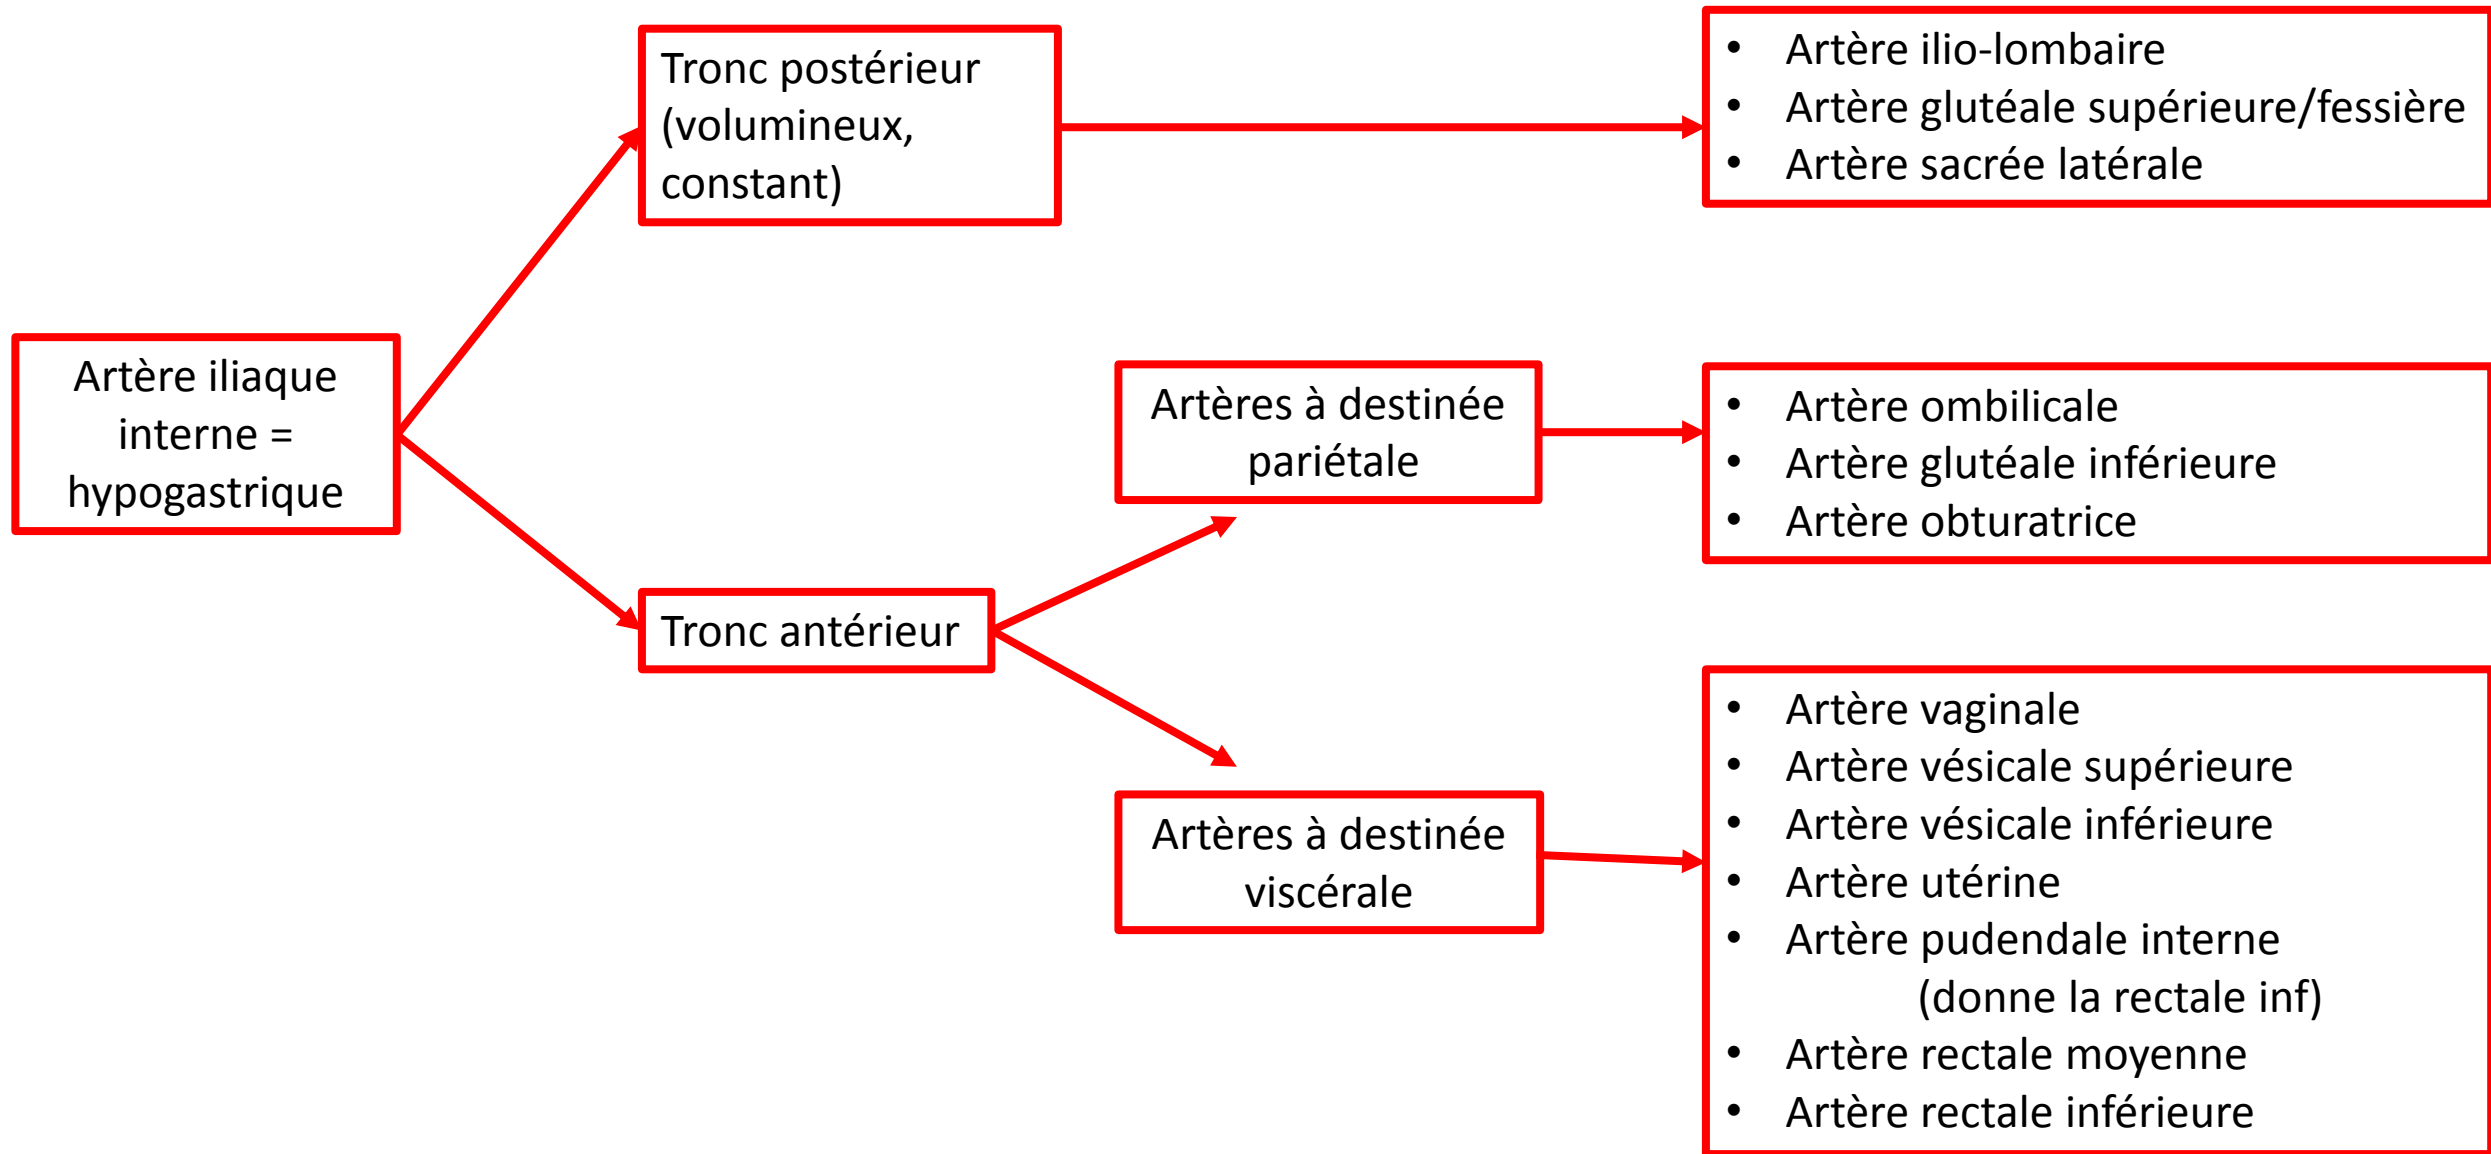 Artère iliaque
interne =
hypogastrique
Tronc postérieur
(volumineux,
constant)
• Artère ilio-lombaire
• Artère glutéale supérieure/fessière
• Artère sacrée latérale
Tronc antérieur
Artères à destinée
pariétale
• Artère ombilicale
• Artère glutéale inférieure
• Artère obturatrice
Artères à destinée
viscérale
• Artère vaginale
• Artère vésicale supérieure
• Artère vésicale inférieure
• Artère utérine
• Artère pudendale interne
(donne la rectale inf)
• Artère rectale moyenne
• Artère rectale inférieure